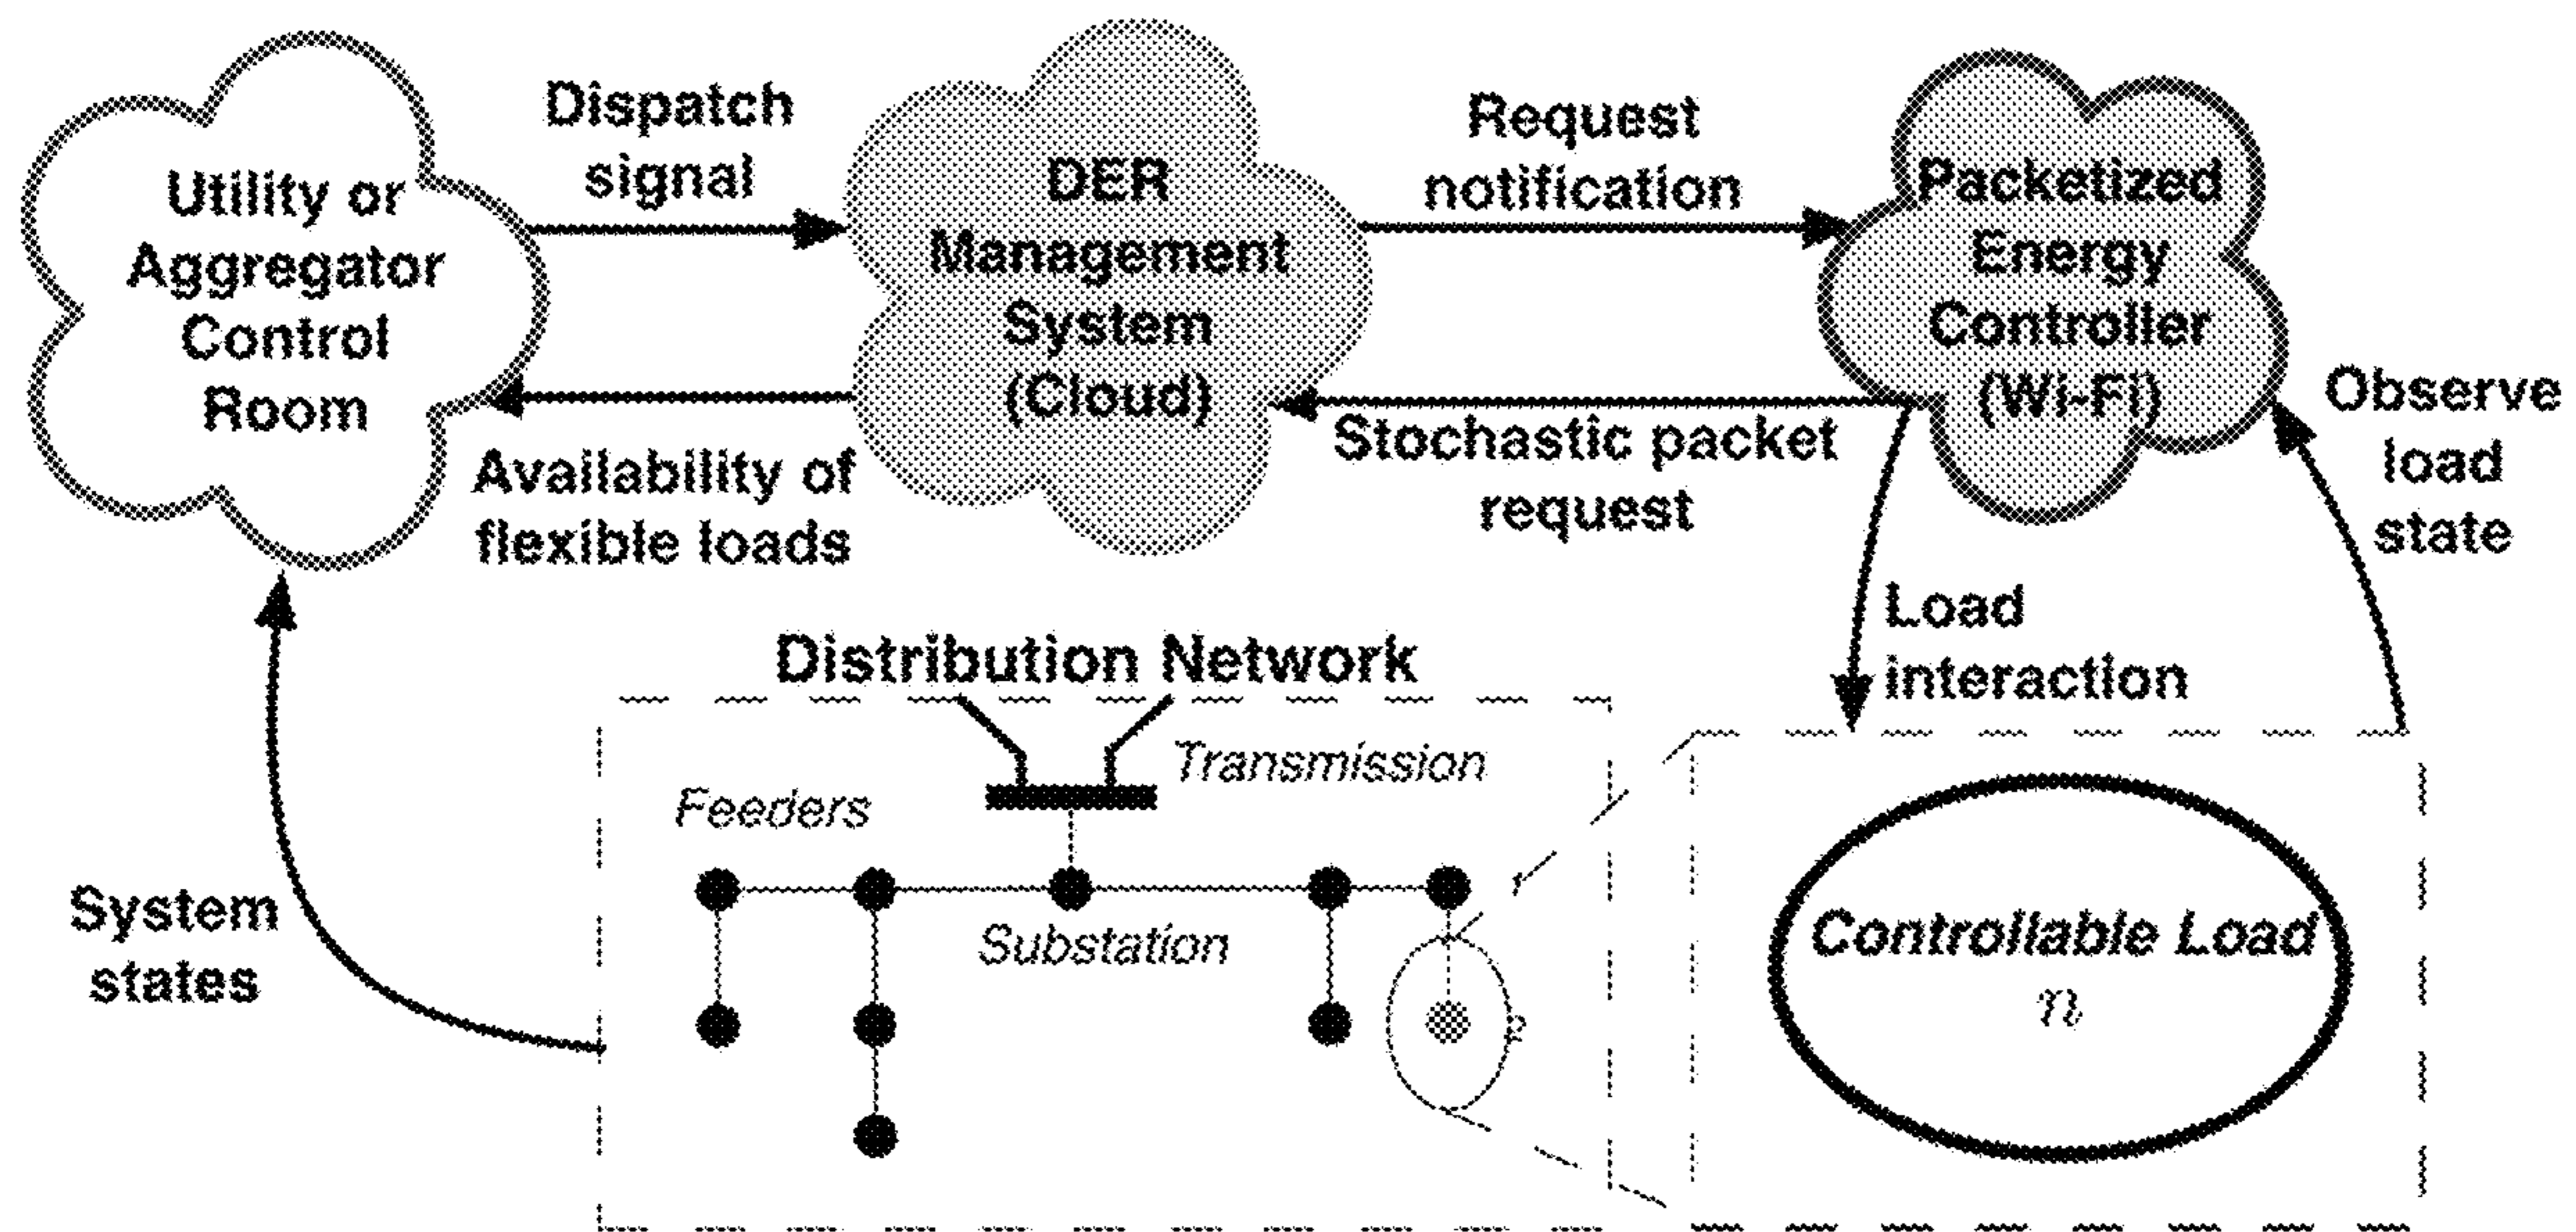 Utility or
Aggregator
Control
Room
Dispatch
signal
Availability of
flexible loads
DER
Management
System
(Cloud)
Request
notification
Stochastic packet
request
Packetized
Energy
Controller
(Wi-Fi)
Observe
load
state
Load
interaction
System
states
Distribution Network
Transmission
Feeders
Substation
Controllable Load
n